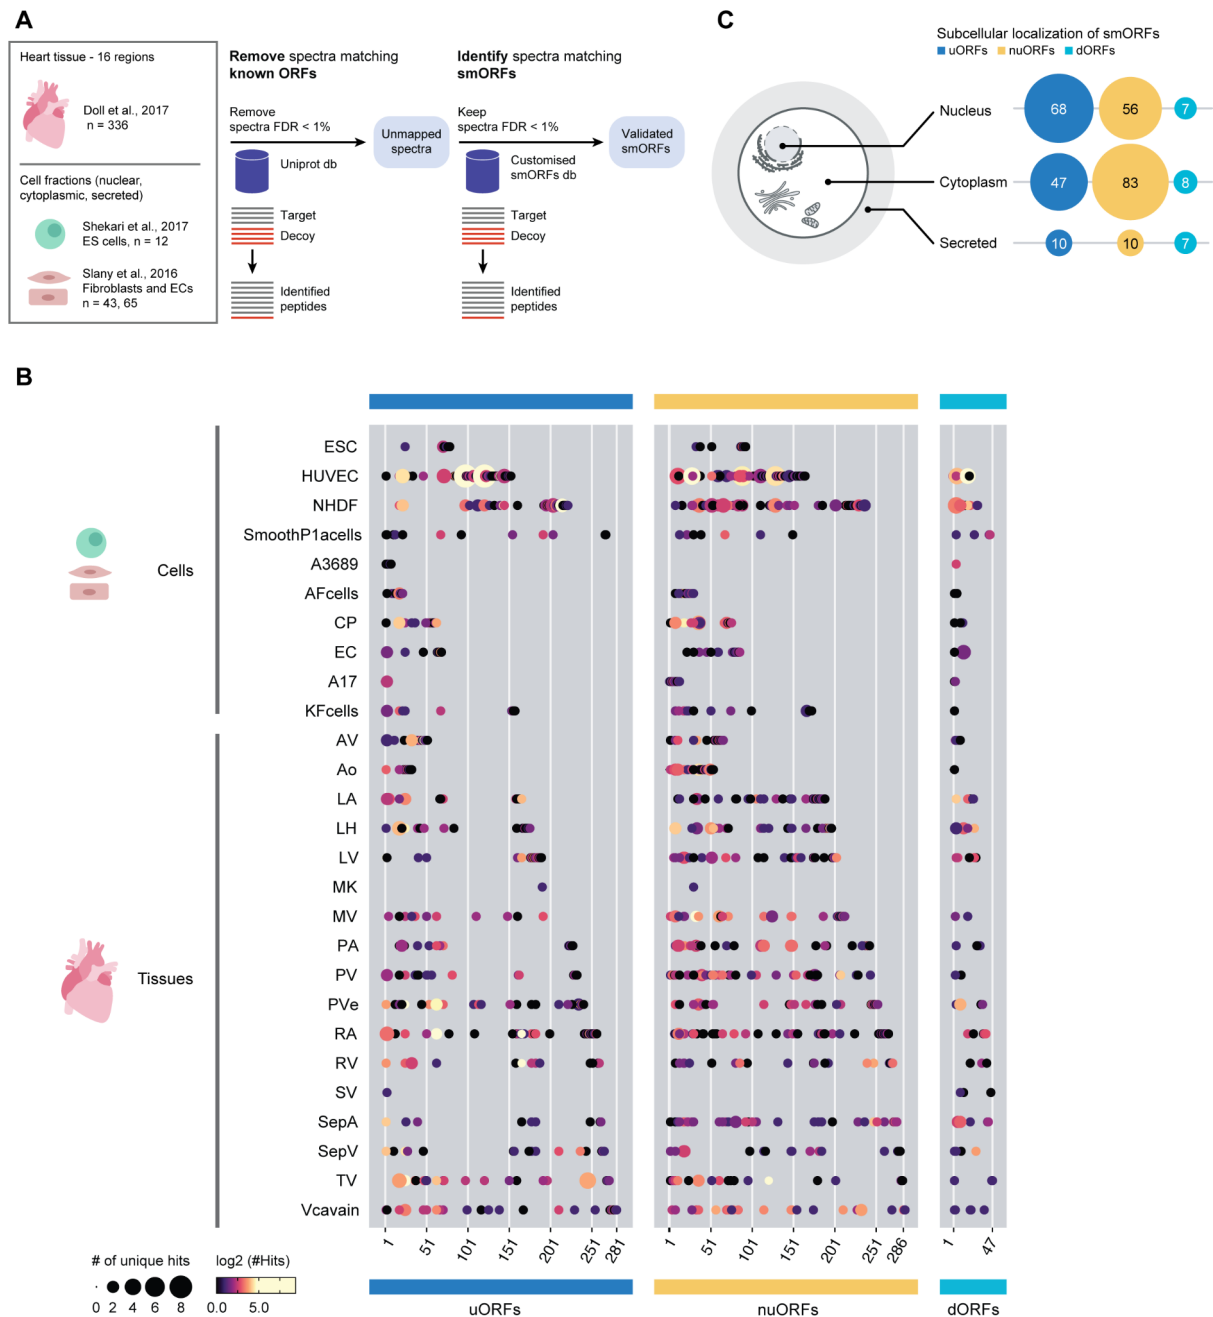 A
Heart tissue - 16 regions
Doll et al., 2017
n = 336
Cell fractions (nuclear,
cytoplasmic, secreted)
Shekari et al., 2017
ES cells, n = 12
Slany et al., 2016
Fibroblasts and ECs
n = 43, 65
Remove spectra matching
known ORFs
Remove
spectra FDR < 1%
Uniprot db
Target
Decoy
Identified
peptides
Unmapped
spectra
Identify spectra matching
smORFs
Keep
spectra FDR < 1%
Customised
smORFs db
Target
Decoy
Identified
peptides
Validated
smORFs
C
Subcellular localization of smORFs
uORFs nuORFs dORFs
Nucleus 68 56 7
Cytoplasm 47 83 8
Secreted 10 10 7
B
Cells
ESC
HUVEC
NHDF
SmoothP1acells
A3689
AFcells
CP
EC
A17
KFcells
Tissues
AV
Ao
LA
LH
LV
MK
MV
PA
PV
PVe
RA
RV
SV
SepA
SepV
TV
Vcavain
1 51 101 151 201 251 281
1 51 101 151 201 251 286
1 47
uORFs nuORFs dORFs
# of unique hits
0 2 4 6 8
log2 (#Hits)
0.0 5.0